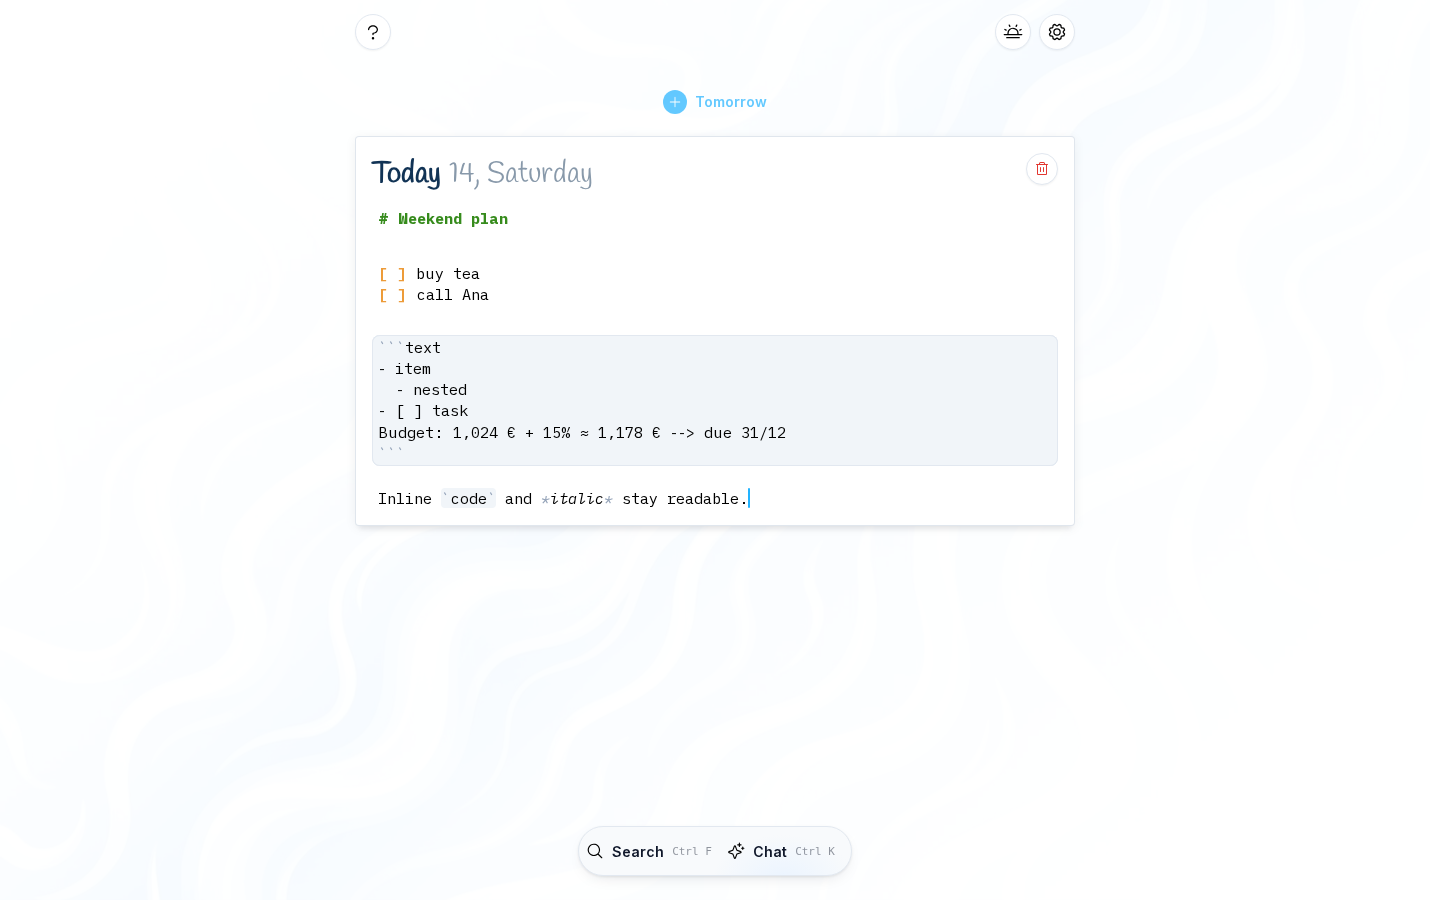 Tomorrow
Today 14, Saturday
# Weekend plan
[ ] buy tea
[ ] call Ana
```text
- item
  - nested
- [ ] task
Budget: 1,024 € + 15% ≈ 1,178 € --> due 31/12
```
Inline `code` and *italic* stay readable.
Search Ctrl F Chat Ctrl K